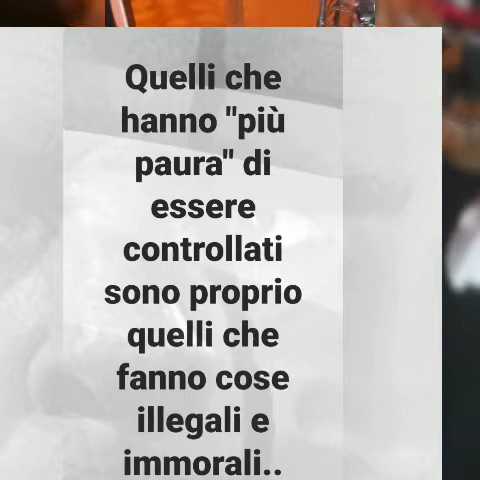 Quelli che
hanno "più
paura" di
essere
controllati
sono proprio
quelli che
fanno cose
illegali e
immorali..